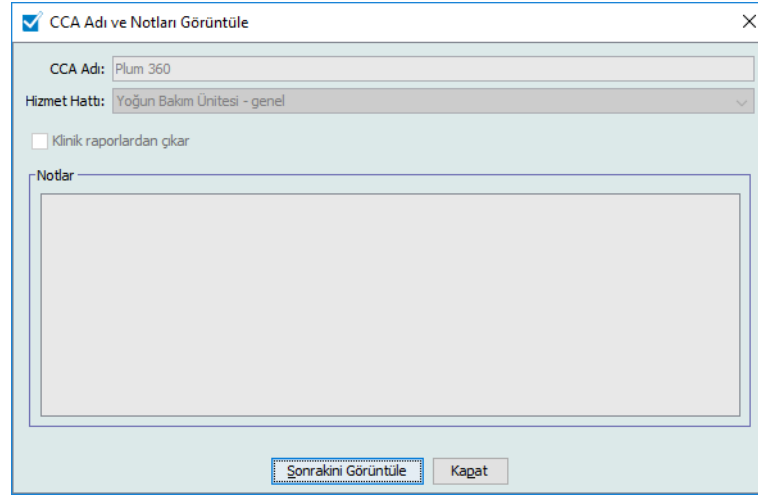 CCA Adı ve Notları Görüntüle
CCA Adı: Plum 360
Hizmet Hattı: Yoğun Bakım Ünitesi - genel
Klinik raporlardan çıkar
Notlar
Sonrakini Görüntüle Kapat